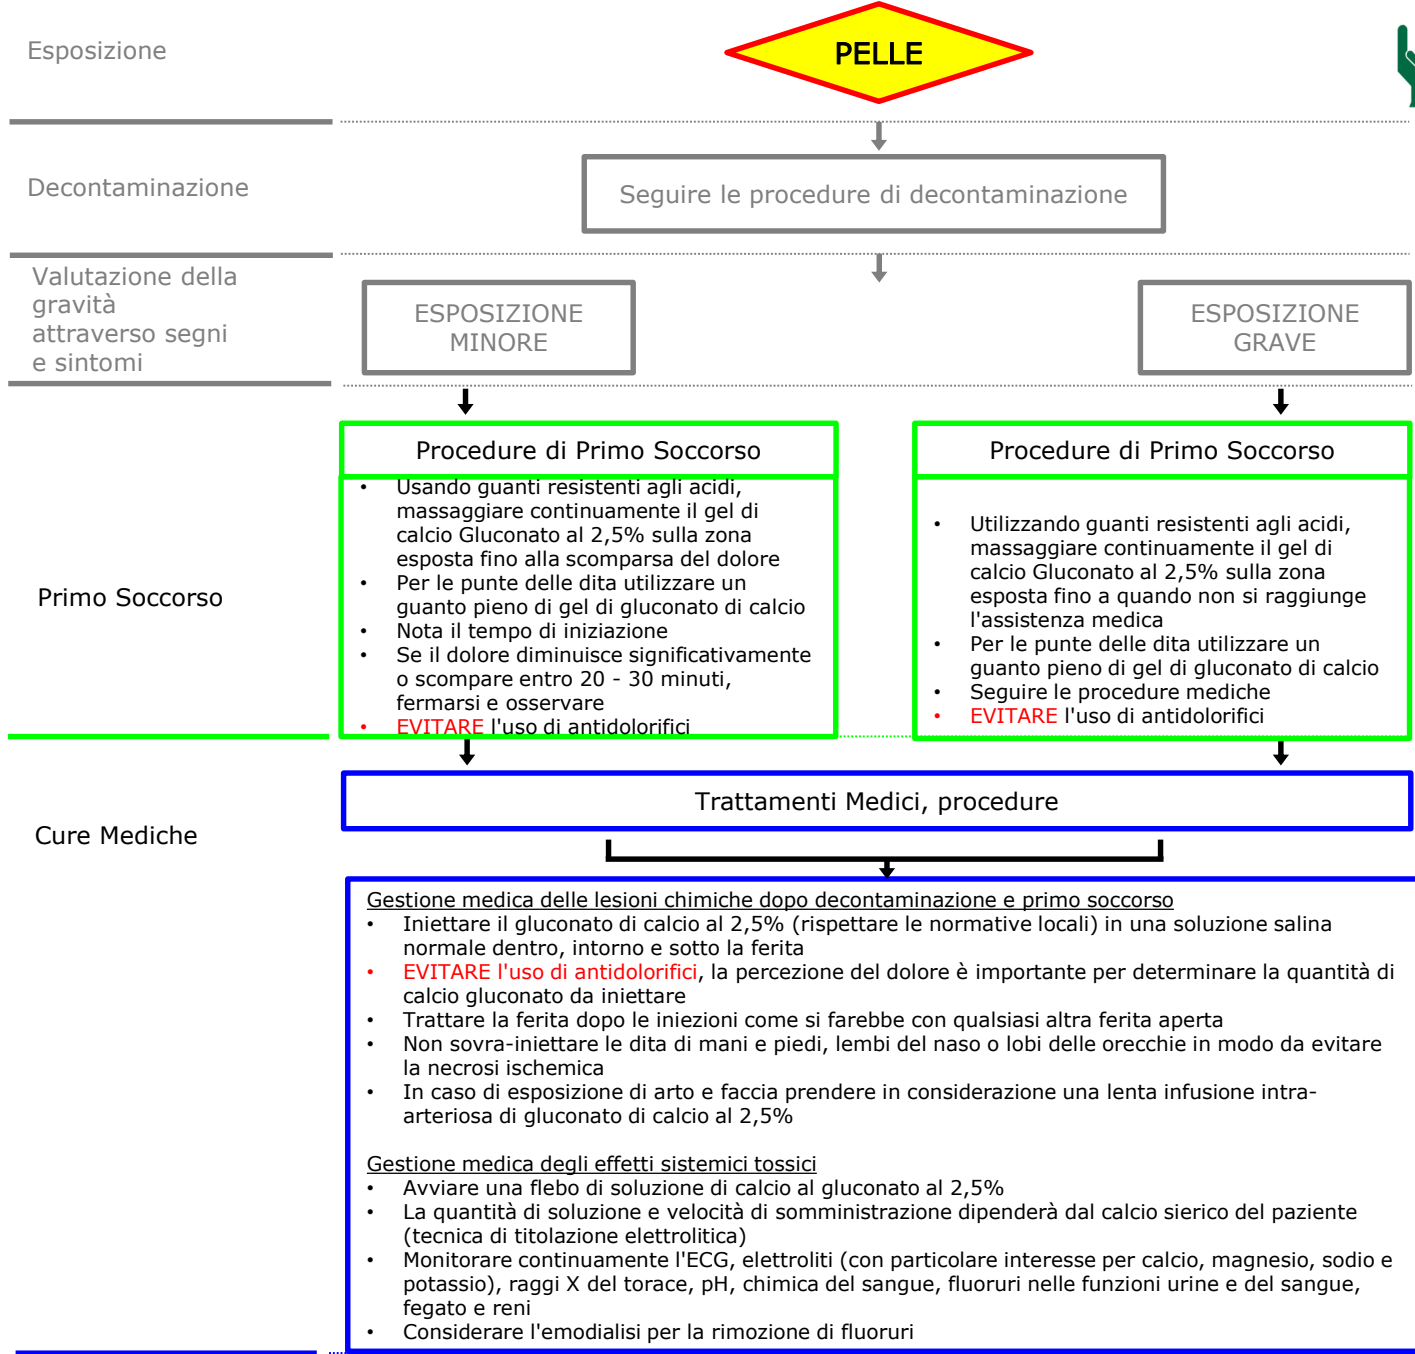 Esposizione
PELLE
Decontaminazione
Seguire le procedure di decontaminazione
Valutazione della
gravità
attraverso segni
e sintomi
ESPOSIZIONE
MINORE
ESPOSIZIONE
GRAVE
Primo Soccorso
Procedure di Primo Soccorso
• Usando guanti resistenti agli acidi,
massaggiare continuamente il gel di
calcio Gluconato al 2,5% sulla zona
esposta fino alla scomparsa del dolore
• Per le punte delle dita utilizzare un
guanto pieno di gel di gluconato di calcio
• Nota il tempo di iniziazione
• Se il dolore diminuisce significativamente
o scompare entro 20 - 30 minuti,
fermarsi e osservare
• EVITARE l'uso di antidolorifici
Procedure di Primo Soccorso
• Utilizzando guanti resistenti agli acidi,
massaggiare continuamente il gel di
calcio Gluconato al 2,5% sulla zona
esposta fino a quando non si raggiunge
l'assistenza medica
• Per le punte delle dita utilizzare un
guanto pieno di gel di gluconato di calcio
• Seguire le procedure mediche
• EVITARE l'uso di antidolorifici
Cure Mediche
Trattamenti Medici, procedure
Gestione medica delle lesioni chimiche dopo decontaminazione e primo soccorso
• Iniettare il gluconato di calcio al 2,5% (rispettare le normative locali) in una soluzione salina
normale dentro, intorno e sotto la ferita
• EVITARE l'uso di antidolorifici, la percezione del dolore è importante per determinare la quantità di
calcio gluconato da iniettare
• Trattare la ferita dopo le iniezioni come si farebbe con qualsiasi altra ferita aperta
• Non sovra-iniettare le dita di mani e piedi, lembi del naso o lobi delle orecchie in modo da evitare
la necrosi ischemica
• In caso di esposizione di arto e faccia prendere in considerazione una lenta infusione intra-
arteriosa di gluconato di calcio al 2,5%
Gestione medica degli effetti sistemici tossici
• Avviare una flebo di soluzione di calcio al gluconato al 2,5%
• La quantità di soluzione e velocità di somministrazione dipenderà dal calcio sierico del paziente
(tecnica di titolazione elettrolitica)
• Monitorare continuamente l'ECG, elettroliti (con particolare interesse per calcio, magnesio, sodio e
potassio), raggi X del torace, pH, chimica del sangue, fluoruri nelle funzioni urine e del sangue,
fegato e reni
• Considerare l'emodialisi per la rimozione di fluoruri